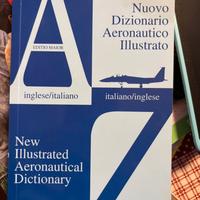 Nuovo
Dizionario
Aeronautico
Illustrato
A
EDITIO MAIOR
inglese/italiano
italiano/inglese
New
Illustrated
Aeronautical
Dictionary
Z